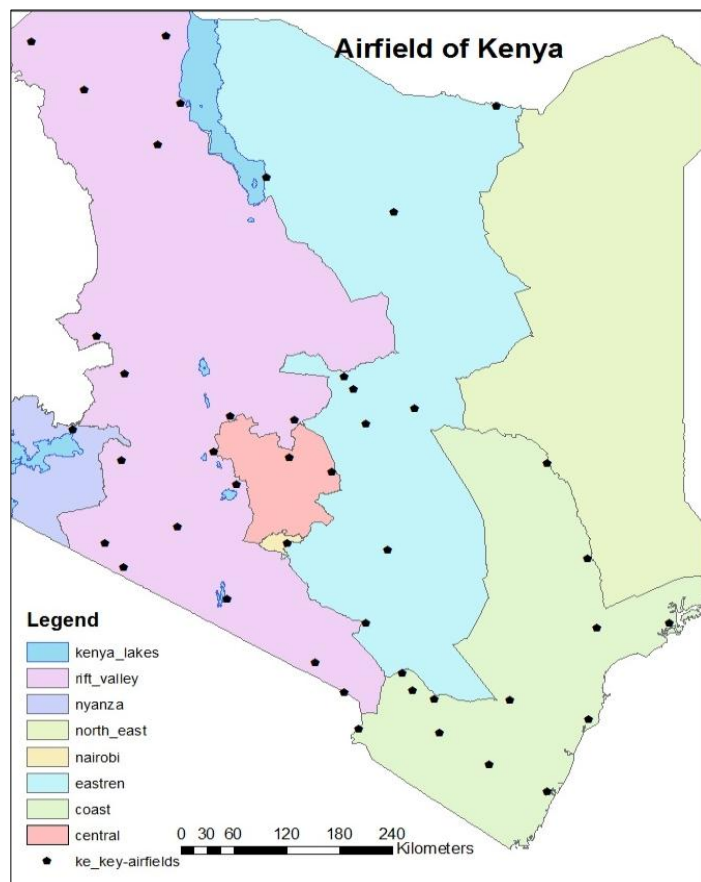 Airfield of Kenya
Legend
kenya_lakes
rift_valley
nyanza
north_east
nairobi
eastren
coast
central
ke_key-airfields
0 30 60 120 180 240
Kilometers